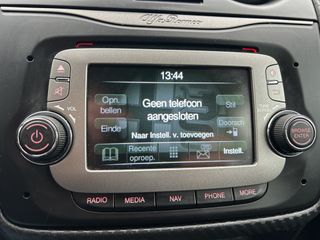 Alfa Romeo
13:44
Opn. bellen
Geen telefoon aangesloten
Stil
Einde
Naar Instell. v. toevoegen
Doorsch
Recente oproep.
Instell.
VOL
BROWSE
ENTER
RADIO
MEDIA
NAV
PHONE
MORE